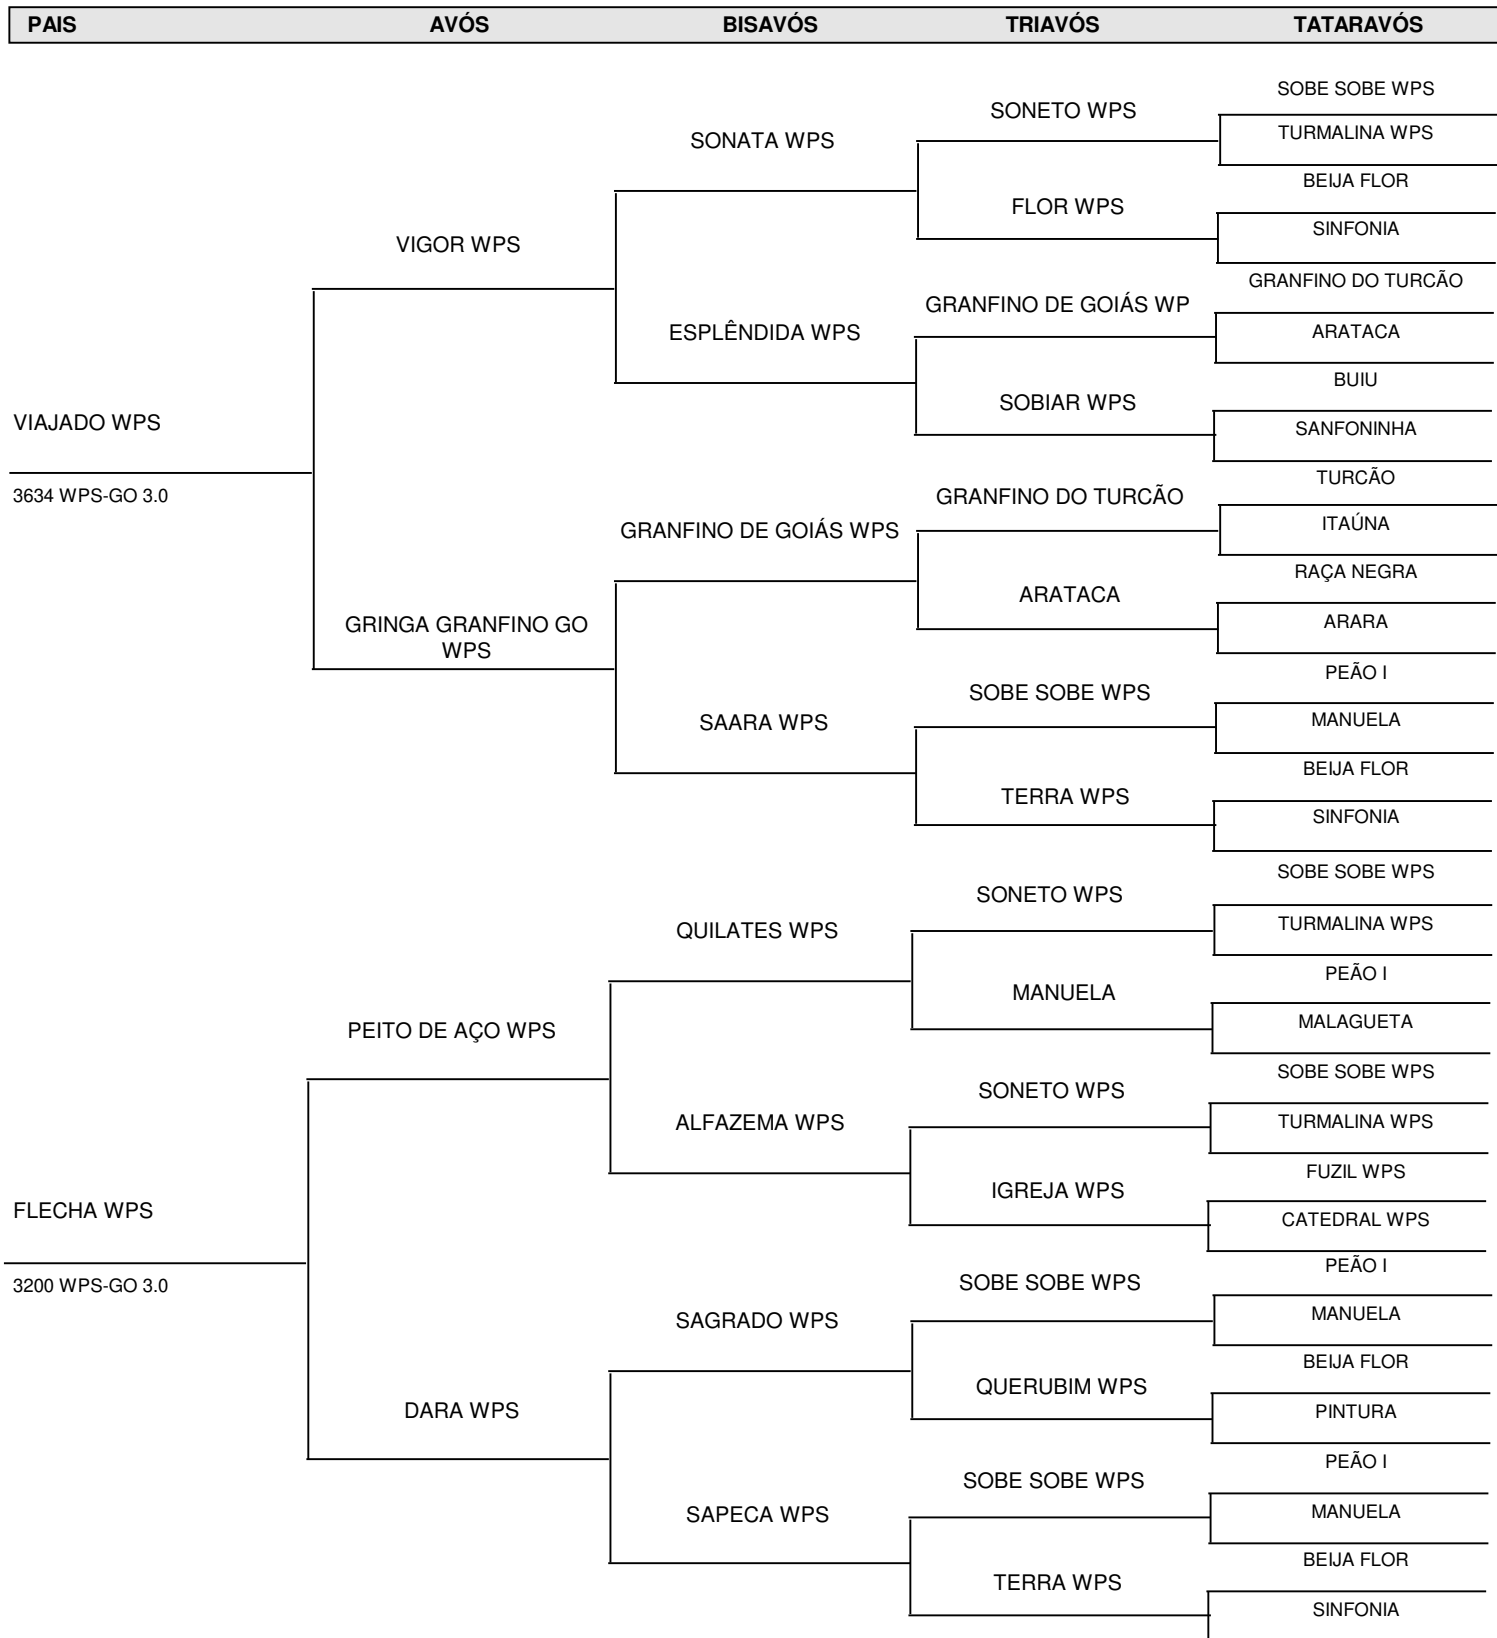 PAIS AVÓS BISAVÓS TRIAVÓS TATARAVÓS
SOBE SOBE WPS
SONETO WPS
TURMALINA WPS
SONATA WPS
BEIJA FLOR
FLOR WPS
SINFONIA
VIGOR WPS
GRANFINO DO TURCÃO
GRANFINO DE GOIÁS WP
ARATACA
ESPLÊNDIDA WPS
BUIU
SOBIAR WPS
SANFONINHA
VIAJADO WPS
3634 WPS-GO 3.0
TURCÃO
GRANFINO DO TURCÃO
ITAÚNA
GRANFINO DE GOIÁS WPS
RAÇA NEGRA
ARATACA
ARARA
GRINGA GRANFINO GO
WPS
PEÃO I
SOBE SOBE WPS
MANUELA
SAARA WPS
BEIJA FLOR
TERRA WPS
SINFONIA
SOBE SOBE WPS
SONETO WPS
TURMALINA WPS
QUILATES WPS
PEÃO I
MANUELA
MALAGUETA
PEITO DE AÇO WPS
SOBE SOBE WPS
SONETO WPS
TURMALINA WPS
ALFAZEMA WPS
FUZIL WPS
IGREJA WPS
CATEDRAL WPS
FLECHA WPS
3200 WPS-GO 3.0
PEÃO I
SOBE SOBE WPS
MANUELA
SAGRADO WPS
BEIJA FLOR
QUERUBIM WPS
PINTURA
DARA WPS
PEÃO I
SOBE SOBE WPS
MANUELA
SAPECA WPS
BEIJA FLOR
TERRA WPS
SINFONIA